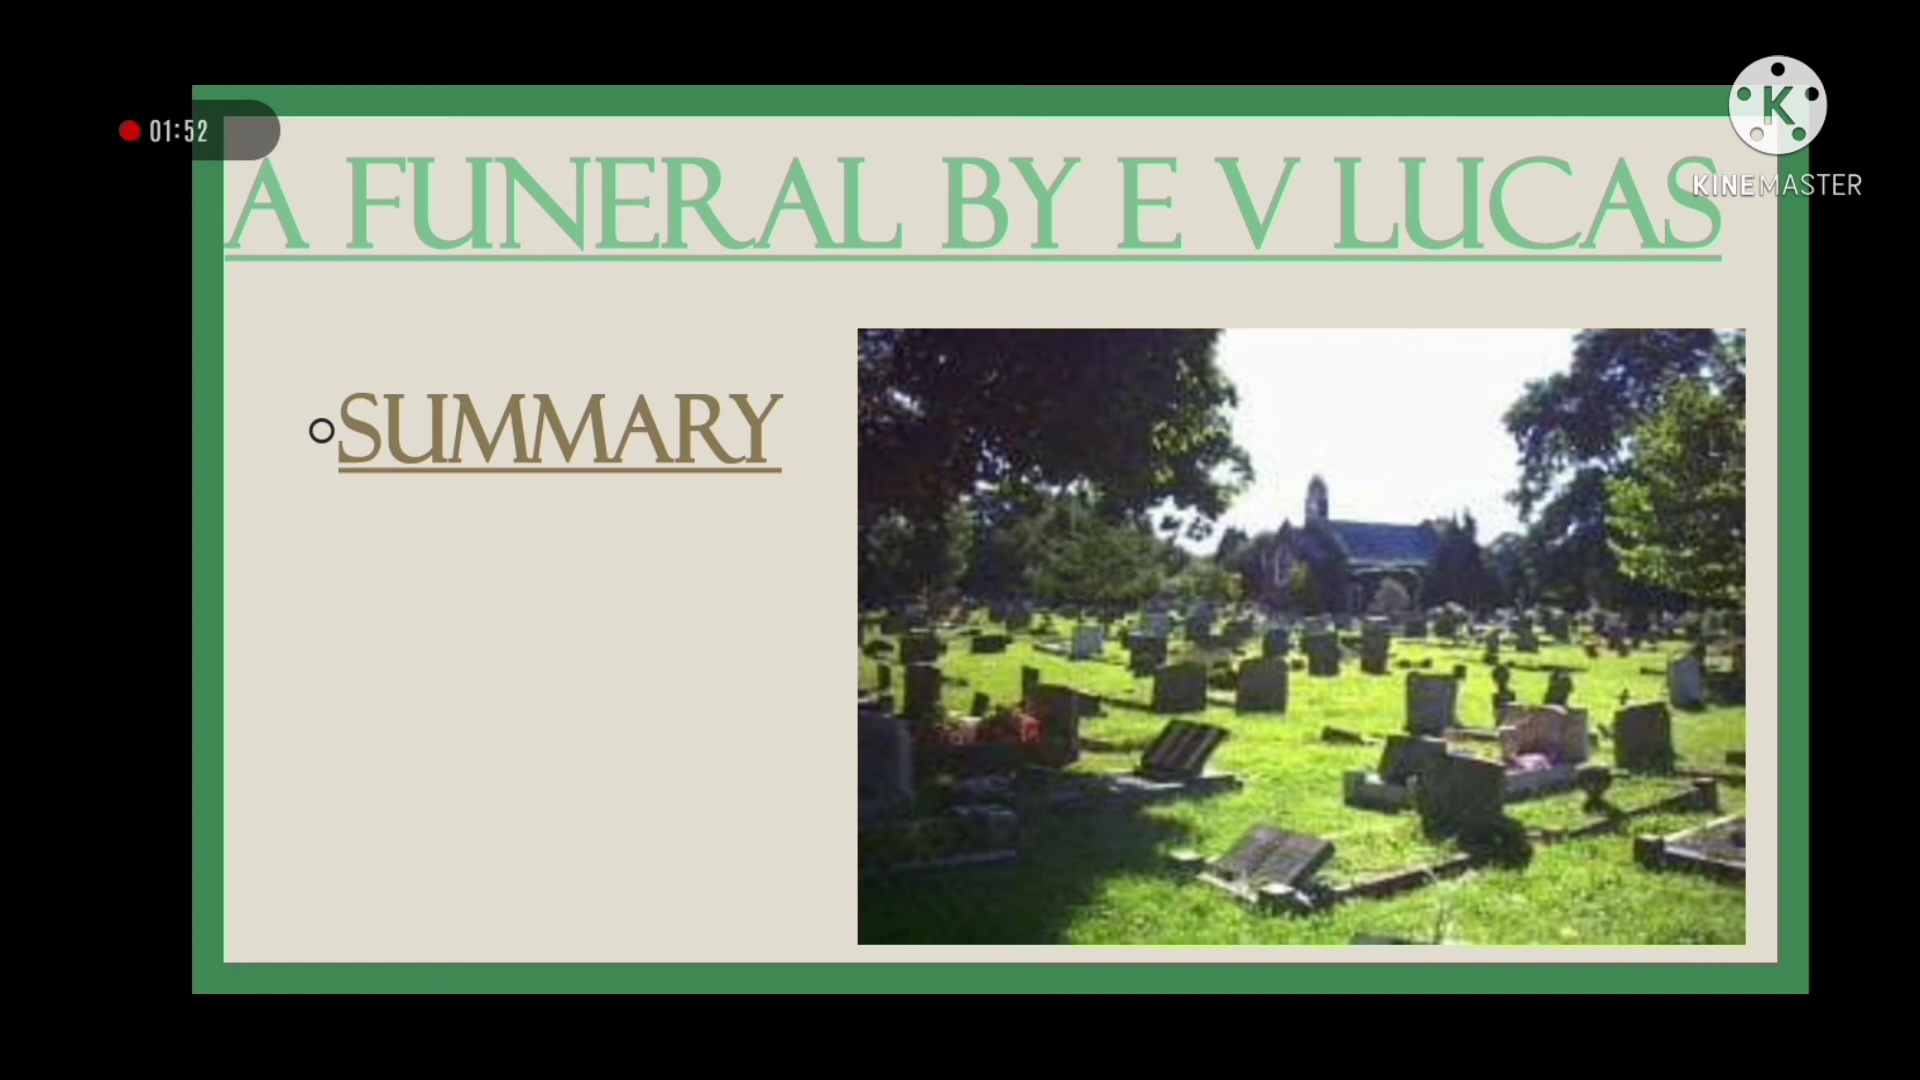 01:52
K
KINEMASTER
A FUNERAL BY E V LUCAS
SUMMARY